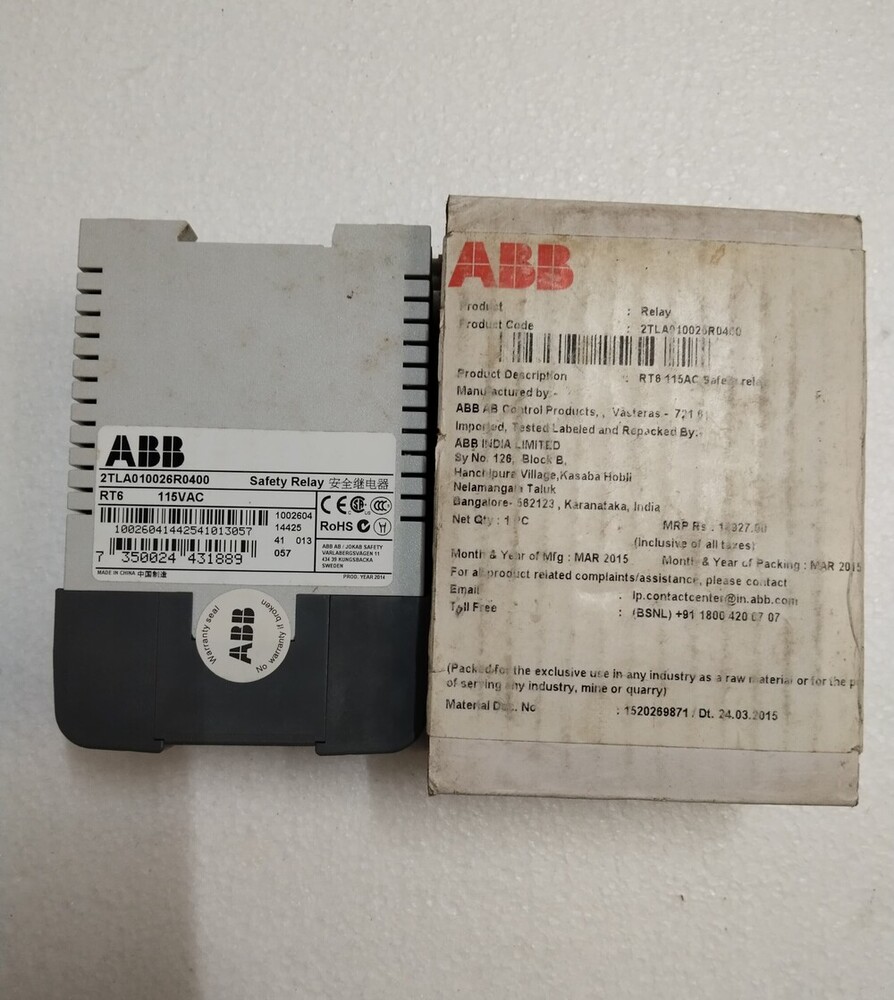 ABB
2TLA010026R0400 Safety Relay 安全继电器
RT6 115VAC
10026041442541013057
1002604
14425
41 013
057
7 350024 431889
CE
RoHS
ABB AB / JOKAB SAFETY
VARLABERGSVAGEN 11
434 39 KUNGSBACKA
SWEDEN
MADE IN CHINA 中国制造
PROD. YEAR 2014
Warranty seal
ABB
No warranty if broken
ABB
Product : Relay
Product Code : 2TLA010026R0400
Product Description : RT6 115AC Safety relay
Manufactured by:-
ABB AB Control Products, , Vasteras - 721 61
Imported, Tested Labeled and Repacked By:-
ABB INDIA LIMITED
Sy No. 126, Block B,
Hanchipura Village,Kasaba Hobli
Nelamangala Taluk
Bangalore- 562123 , Karanataka, India
Net Qty : 1 PC
MRP Rs :
(Inclusive of all taxes)
Month & Year of Mfg : MAR 2015 Month & Year of Packing : MAR 2015
For all product related complaints/assistance, please contact
Email : lp.contactcenter@in.abb.com
Toll Free : (BSNL) +91 1800 420 07 07
(Packed for the exclusive use in any industry as a raw material or for the p
of serving any industry, mine or quarry)
Material Doc. No : 1520269871 / Dt. 24.03.2015